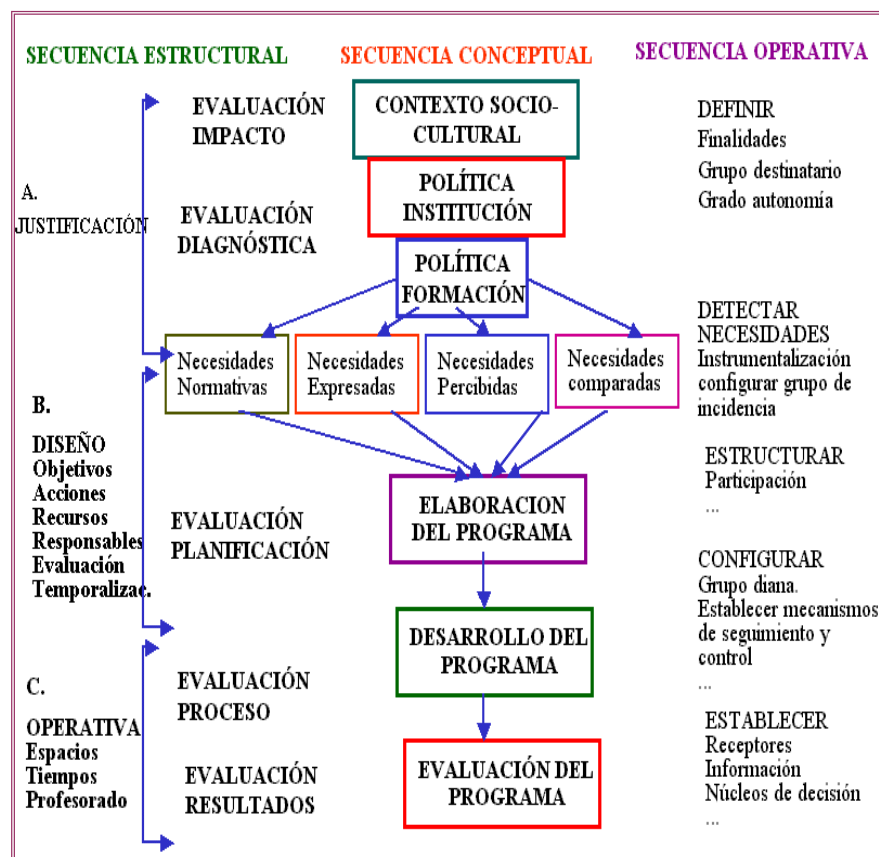 SECUENCIA ESTRUCTURAL
A.
JUSTIFICACIÓN
B.
DISEÑO
Objetivos
Acciones
Recursos
Responsables
Evaluación
Temporalizac.
C.
OPERATIVA
Espacios
Tiempos
Profesorado
EVALUACIÓN
IMPACTO
EVALUACIÓN
DIAGNÓSTICA
EVALUACIÓN
PLANIFICACIÓN
EVALUACIÓN
PROCESO
EVALUACIÓN
RESULTADOS
SECUENCIA CONCEPTUAL
CONTEXTO SOCIO-
CULTURAL
POLÍTICA
INSTITUCIÓN
POLÍTICA
FORMACIÓN
Necesidades
Normativas
Necesidades
Expresadas
Necesidades
Percibidas
Necesidades
comparadas
ELABORACION
DEL PROGRAMA
DESARROLLO DEL
PROGRAMA
EVALUACIÓN DEL
PROGRAMA
SECUENCIA OPERATIVA
DEFINIR
Finalidades
Grupo destinatario
Grado autonomía
DETECTAR
NECESIDADES
Instrumentalización
configurar grupo de
incidencia
ESTRUCTURAR
Participación
...
CONFIGURAR
Grupo diana.
Establecer mecanismos
de seguimiento y
control
...
ESTABLECER
Receptores
Información
Núcleos de decisión
...